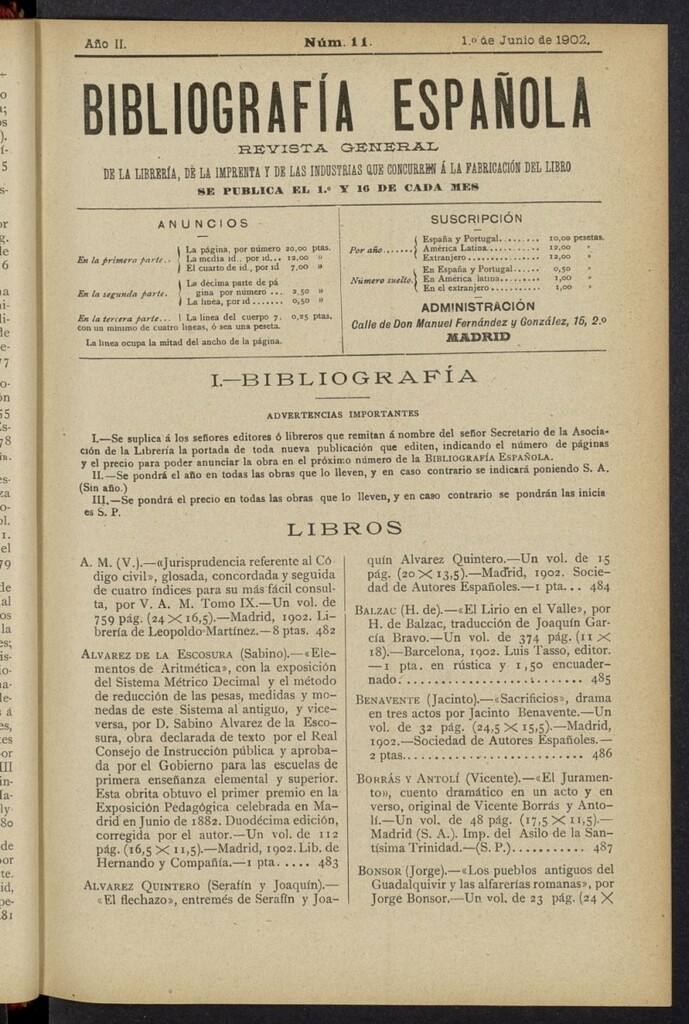 Año II.
Núm. 11.
1.º de Junio de 1902.
BIBLIOGRAFÍA ESPAÑOLA
REVISTA GENERAL
DE LA LIBRERÍA, DE LA IMPRENTA Y DE LAS INDUSTRIAS QUE CONCURREN Á LA FABRICACIÓN DEL LIBRO
SE PUBLICA EL 1.º Y 16 DE CADA MES
ANUNCIOS
En la primera parte.. { La página, por número 20,00 ptas.
La media id., por id... 12,00 »
El cuarto de id., por id 7,00 »
En la segunda parte. { La décima parte de pá
gina por número ... 2,50 »
La línea, por id ....... 0,50 »
En la tercera parte... | La línea del cuerpo 7. 0,25 ptas.
con un mínimo de cuatro líneas, ó sea una peseta.
La línea ocupa la mitad del ancho de la página.
SUSCRIPCIÓN
Por año....... { España y Portugal........ 10,00 pesetas.
América Latina.......... 12,00 »
Extranjero.............. 12,00 »
Número suelto. { En España y Portugal..... 0,50 »
En América latina........ 1,00 »
En el extranjero.......... 1,00 »
ADMINISTRACIÓN
Calle de Don Manuel Fernández y González, 15, 2.º
MADRID
I.—BIBLIOGRAFÍA
ADVERTENCIAS IMPORTANTES
I.—Se suplica á los señores editores ó libreros que remitan á nombre del señor Secretario de la Asocia-
ción de la Librería la portada de toda nueva publicación que editen, indicando el número de páginas
y el precio para poder anunciar la obra en el próximo número de la BIBLIOGRAFÍA ESPAÑOLA.
II.—Se pondrá el año en todas las obras que lo lleven, y en caso contrario se indicará poniendo S. A.
(Sin año.)
III.—Se pondrá el precio en todas las obras que lo lleven, y en caso contrario se pondrán las inicia
es S. P.
LIBROS
A. M. (V.).—«Jurisprudencia referente al Có
digo civil», glosada, concordada y seguida
de cuatro índices para su más fácil consul-
ta, por V. A. M. Tomo IX.—Un vol. de
759 pág. (24 × 16,5).—Madrid, 1902. Li-
brería de Leopoldo Martínez.— 8 ptas. 482
ALVAREZ DE LA ESCOSURA (Sabino).—«Ele-
mentos de Aritmética», con la exposición
del Sistema Métrico Decimal y el método
de reducción de las pesas, medidas y mo-
nedas de este Sistema al antiguo, y vice-
versa, por D. Sabino Alvarez de la Esco-
sura, obra declarada de texto por el Real
Consejo de Instrucción pública y aproba-
da por el Gobierno para las escuelas de
primera enseñanza elemental y superior.
Esta obrita obtuvo el primer premio en la
Exposición Pedagógica celebrada en Ma-
drid en Junio de 1882. Duodécima edición,
corregida por el autor.—Un vol. de 112
pág. (16,5 × 11,5).—Madrid, 1902. Lib. de
Hernando y Compañía.—1 pta. ..... 483
ALVAREZ QUINTERO (Serafín y Joaquín).—
«El flechazo», entremés de Serafín y Joa-
quín Alvarez Quintero.—Un vol. de 15
pág. (20 × 13,5).—Madrid, 1902. Socie-
dad de Autores Españoles.—1 pta... 484
BALZAC (H. de).—«El Lirio en el Valle», por
H. de Balzac, traducción de Joaquín Gar-
cía Bravo.—Un vol. de 374 pág. (11 ×
18).—Barcelona, 1902. Luis Tasso, editor.
—1 pta. en rústica y 1,50 encuader-
nado............................ 485
BENAVENTE (Jacinto).—«Sacrificios», drama
en tres actos por Jacinto Benavente.—Un
vol. de 32 pág. (24,5 × 15,5).—Madrid,
1902.—Sociedad de Autores Españoles.—
2 ptas........................... 486
BORRÁS Y ANTOLÍ (Vicente).—«El Juramen-
to», cuento dramático en un acto y en
verso, original de Vicente Borrás y Anto-
lí.—Un vol. de 48 pág. (17,5 × 11,5).—
Madrid (S. A.). Imp. del Asilo de la San-
tísima Trinidad.—(S. P.).......... 487
BONSOR (Jorge).—«Los pueblos antiguos del
Guadalquivir y las alfarerías romanas», por
Jorge Bonsor.—Un vol. de 23 pág. (24 ×